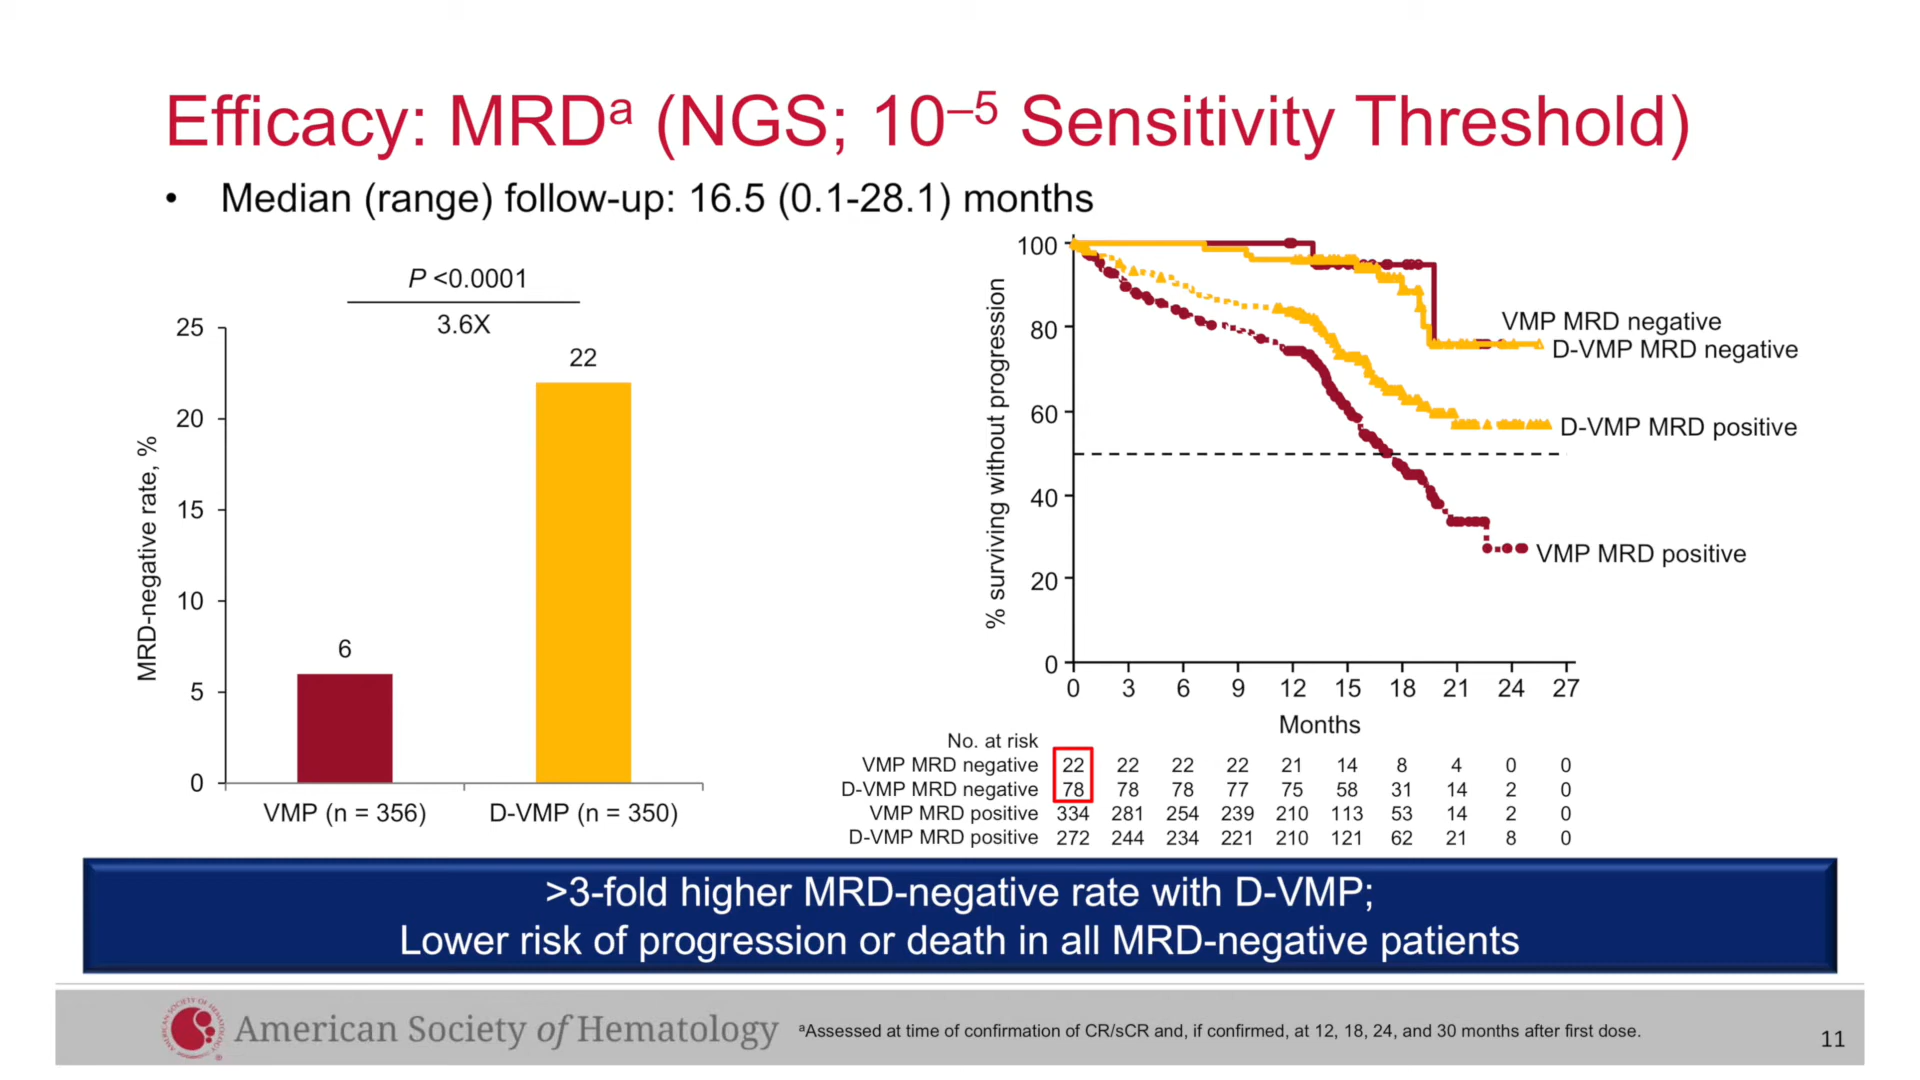 Efficacy: MRDᵃ (NGS; 10⁻⁵ Sensitivity Threshold)
• Median (range) follow-up: 16.5 (0.1-28.1) months
P <0.0001
3.6X
MRD-negative rate, %
25
20
15
10
5
0
22
6
VMP (n = 356)
D-VMP (n = 350)
% surviving without progression
100
80
60
40
20
0
VMP MRD negative
D-VMP MRD negative
D-VMP MRD positive
VMP MRD positive
0 3 6 9 12 15 18 21 24 27
Months
No. at risk
VMP MRD negative 22 22 22 22 21 14 8 4 0 0
D-VMP MRD negative 78 78 78 77 75 58 31 14 2 0
VMP MRD positive 334 281 254 239 210 113 53 14 2 0
D-VMP MRD positive 272 244 234 221 210 121 62 21 8 0
>3-fold higher MRD-negative rate with D-VMP;
Lower risk of progression or death in all MRD-negative patients
AMERICAN SOCIETY OF HEMATOLOGY
®
American Society of Hematology
ᵃAssessed at time of confirmation of CR/sCR and, if confirmed, at 12, 18, 24, and 30 months after first dose.
11